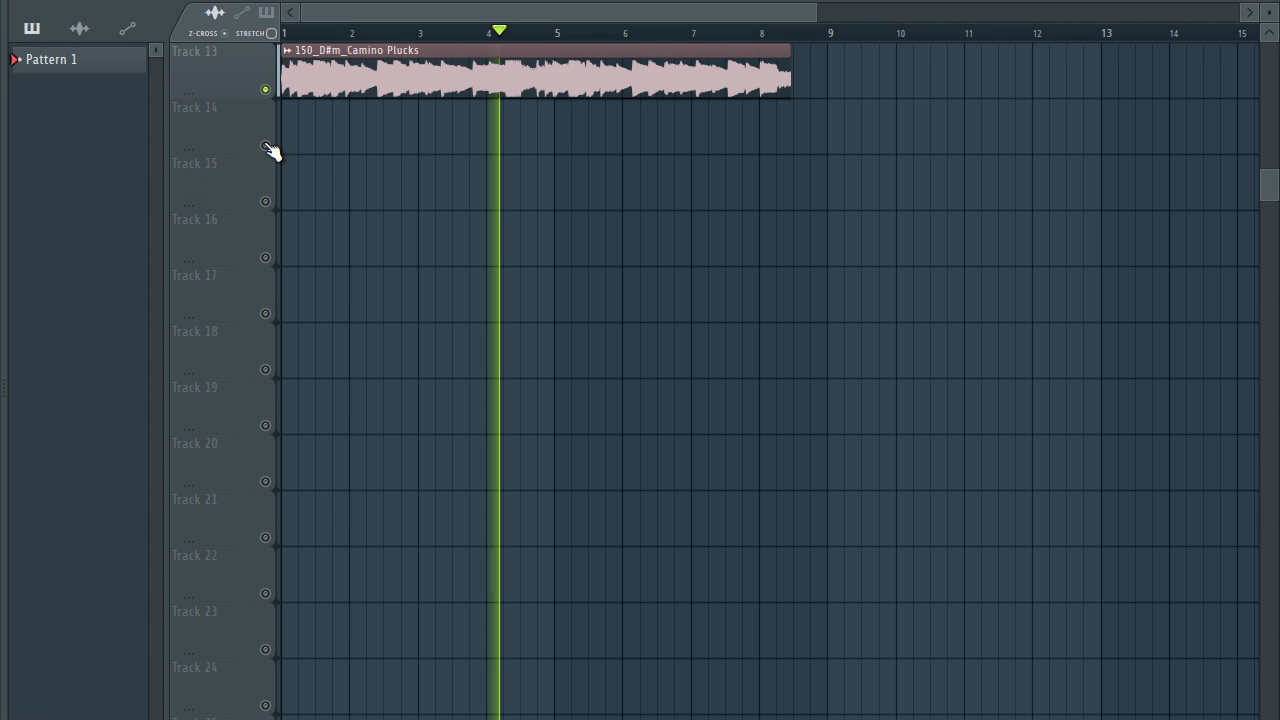 Z-CROSS STRETCH
1 2 3 4 5 6 7 8 9 10 11 12 13 14 15
Pattern 1
Track 13
150_D#m_Camino Plucks
...
Track 14
...
Track 15
...
Track 16
...
Track 17
...
Track 18
...
Track 19
...
Track 20
...
Track 21
...
Track 22
...
Track 23
...
Track 24
...